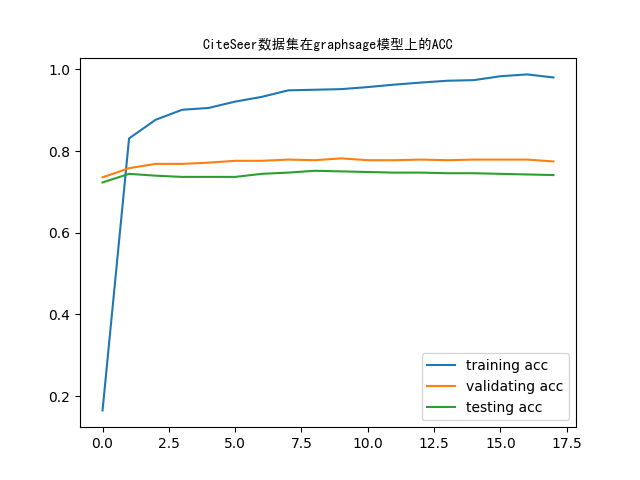 CiteSeer数据集在graphsage模型上的ACC
1.0
0.8
0.6
0.4
0.2
training acc
validating acc
testing acc
0.0 2.5 5.0 7.5 10.0 12.5 15.0 17.5